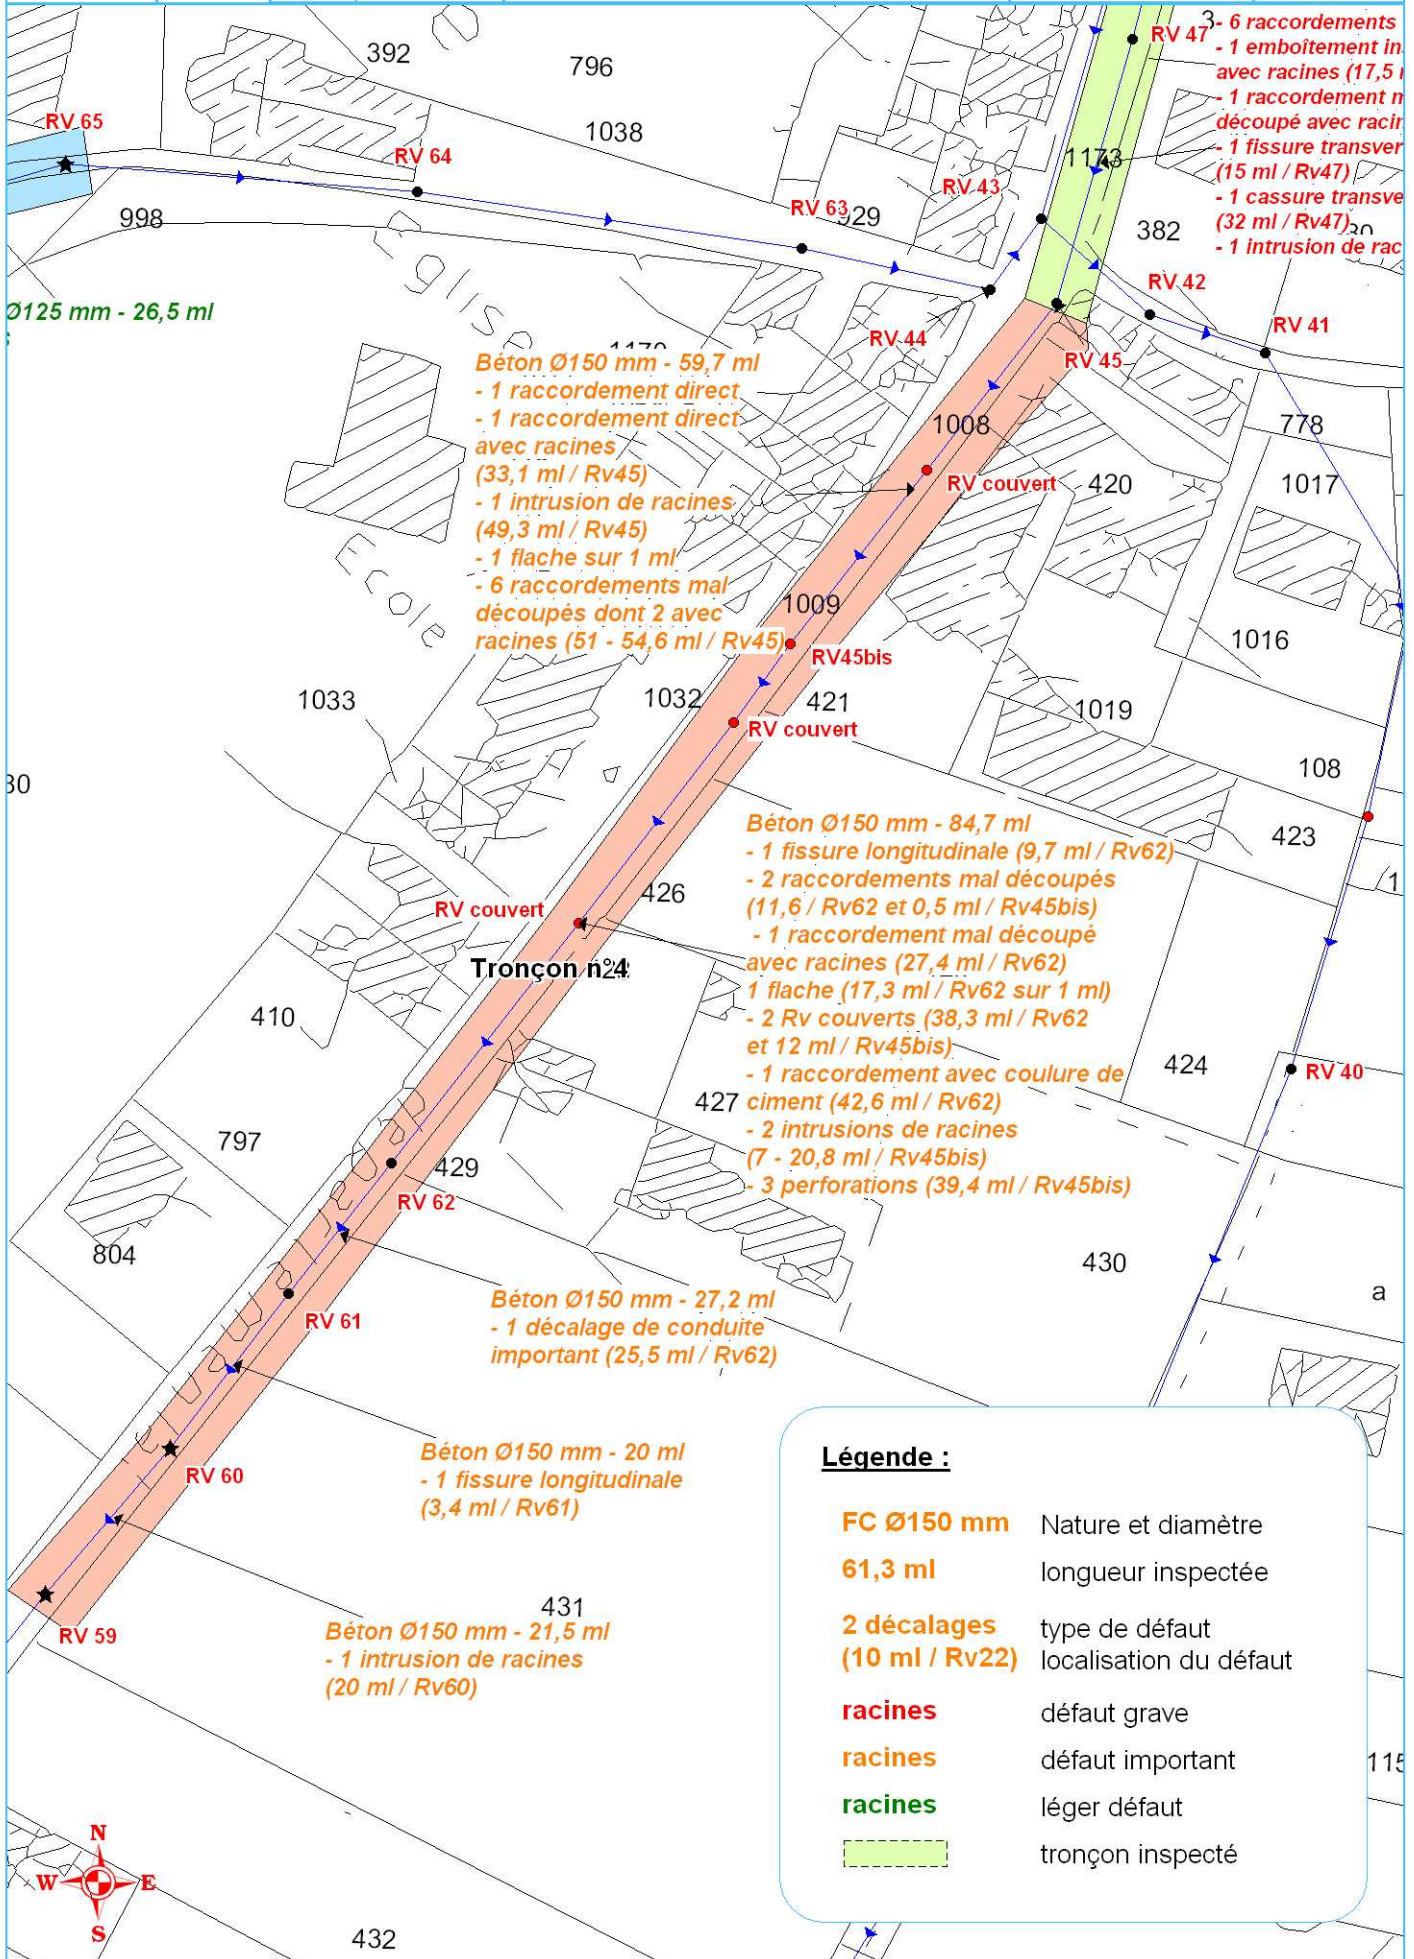 392
796
1038
RV 65
RV 64
RV 43
RV 63
929
998
RV 47
- 6 raccordements
- 1 emboîtement in
avec racines (17,5
- 1 raccordement
découpé avec racin
- 1 fissure transver
(15 ml / Rv47)
- 1 cassure transve
(32 ml / Rv47)
- 1 intrusion de rac
1173
382
RV 42
RV 41
RV 44
RV 45
Ø125 mm - 26,5 ml
Eglise
Ecole
Béton Ø150 mm - 59,7 ml
- 1 raccordement direct
- 1 raccordement direct
avec racines
(33,1 ml / Rv45)
- 1 intrusion de racines
(49,3 ml / Rv45)
- 1 flache sur 1 ml
- 6 raccordements mal
découpés dont 2 avec
racines (51 - 54,6 ml / Rv45)
1008
RV couvert
420
778
1017
1009
RV45bis
1016
1033
1032
421
RV couvert
1019
108
423
30
Béton Ø150 mm - 84,7 ml
- 1 fissure longitudinale (9,7 ml / Rv62)
- 2 raccordements mal découpés
(11,6 / Rv62 et 0,5 ml / Rv45bis)
- 1 raccordement mal découpé
avec racines (27,4 ml / Rv62)
1 flache (17,3 ml / Rv62 sur 1 ml)
- 2 Rv couverts (38,3 ml / Rv62
et 12 ml / Rv45bis)
- 1 raccordement avec coulure de
ciment (42,6 ml / Rv62)
- 2 intrusions de racines
(7 - 20,8 ml / Rv45bis)
- 3 perforations (39,4 ml / Rv45bis)
426
RV couvert
Tronçon n°4
410
424
RV 40
427
797
429
RV 62
804
430
a
Béton Ø150 mm - 27,2 ml
- 1 décalage de conduite
important (25,5 ml / Rv62)
RV 61
Béton Ø150 mm - 20 ml
- 1 fissure longitudinale
(3,4 ml / Rv61)
RV 60
431
RV 59
Béton Ø150 mm - 21,5 ml
- 1 intrusion de racines
(20 ml / Rv60)
Légende :
FC Ø150 mm Nature et diamètre
61,3 ml longueur inspectée
2 décalages type de défaut
(10 ml / Rv22) localisation du défaut
racines défaut grave
racines défaut important
racines léger défaut
tronçon inspecté
115
N
W E
S
432